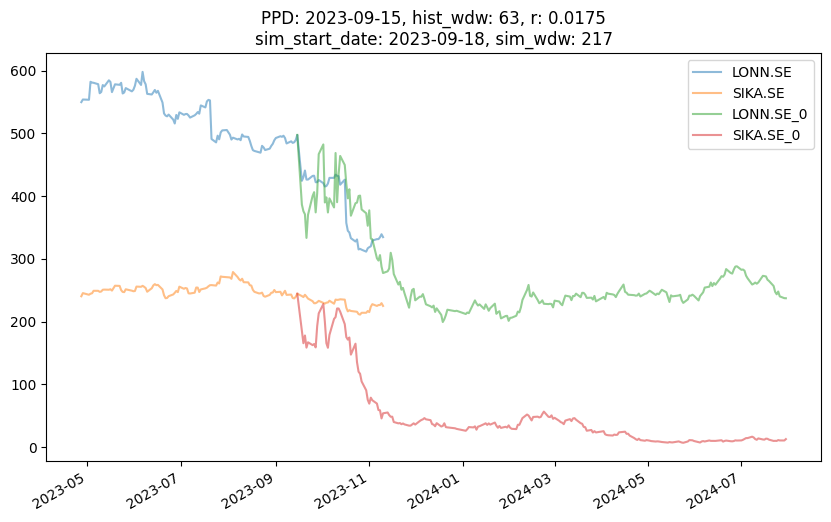 PPD: 2023-09-15, hist_wdw: 63, r: 0.0175
sim_start_date: 2023-09-18, sim_wdw: 217
LONN.SE
SIKA.SE
LONN.SE_0
SIKA.SE_0
600
500
400
300
200
100
0
2023-05
2023-07
2023-09
2023-11
2024-01
2024-03
2024-05
2024-07